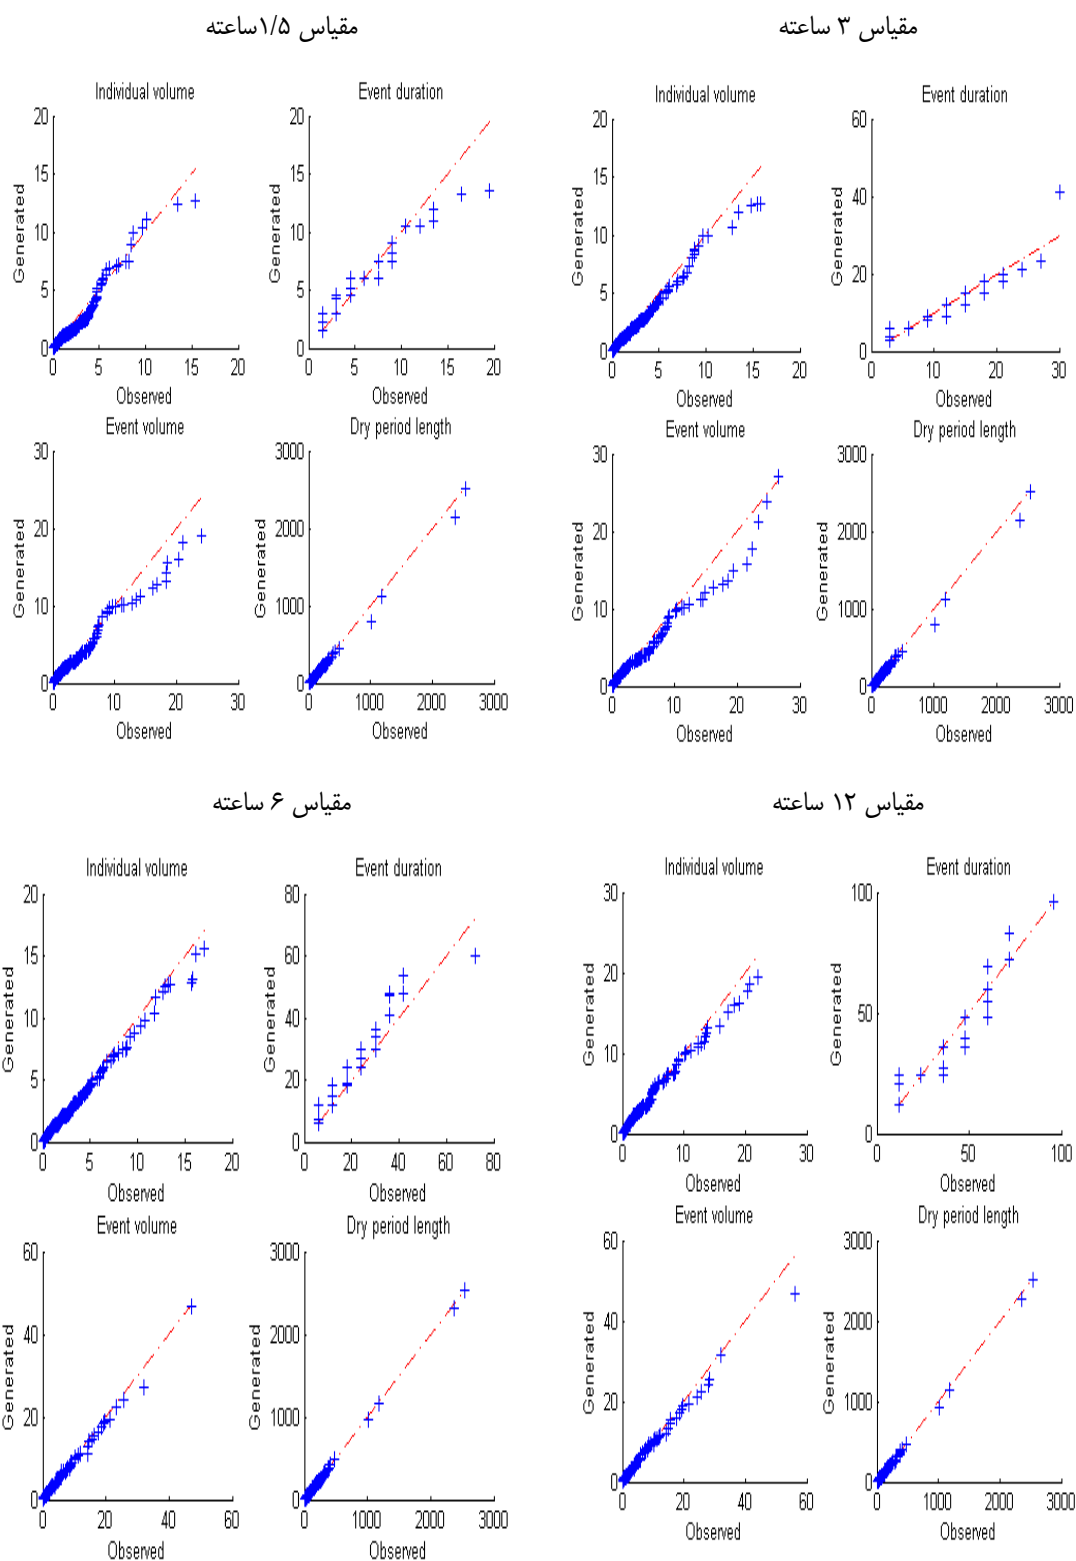 مقیاس ۱/۵ساعته
مقیاس ۳ ساعته
Individual volume
Event duration
20
15
10
5
0
Generated
0 5 10 15 20
Observed
20
15
10
5
0
Generated
0 5 10 15 20
Observed
Event volume
Dry period length
30
20
10
0
Generated
0 10 20 30
Observed
3000
2000
1000
0
Generated
0 1000 2000 3000
Observed
Individual volume
Event duration
20
15
10
5
0
Generated
0 5 10 15 20
Observed
60
40
20
0
Generated
0 10 20 30
Observed
Event volume
Dry period length
30
20
10
0
Generated
0 10 20 30
Observed
3000
2000
1000
0
Generated
0 1000 2000 3000
Observed
مقیاس ۶ ساعته
مقیاس ۱۲ ساعته
Individual volume
Event duration
20
15
10
5
0
Generated
0 5 10 15 20
Observed
80
60
40
20
0
Generated
0 20 40 60 80
Observed
Event volume
Dry period length
60
40
20
0
Generated
0 20 40 60
Observed
3000
2000
1000
0
Generated
0 1000 2000 3000
Observed
Individual volume
Event duration
30
20
10
0
Generated
0 10 20 30
Observed
100
50
0
Generated
0 50 100
Observed
Event volume
Dry period length
60
40
20
0
Generated
0 20 40 60
Observed
3000
2000
1000
0
Generated
0 1000 2000 3000
Observed